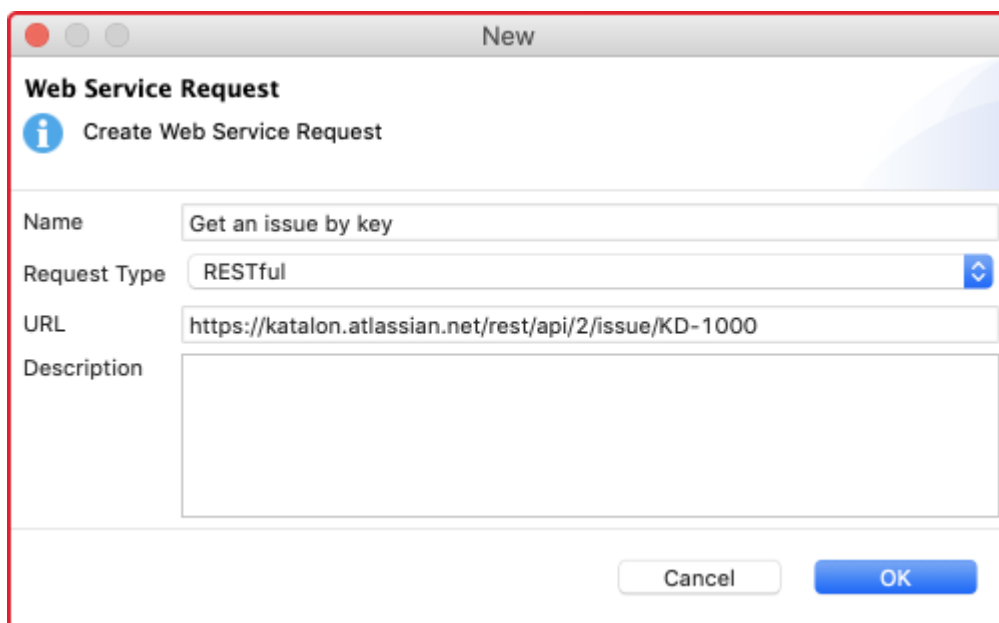 New
Web Service Request
Create Web Service Request
Name Get an issue by key
Request Type RESTful
URL https://katalon.atlassian.net/rest/api/2/issue/KD-1000
Description
Cancel OK